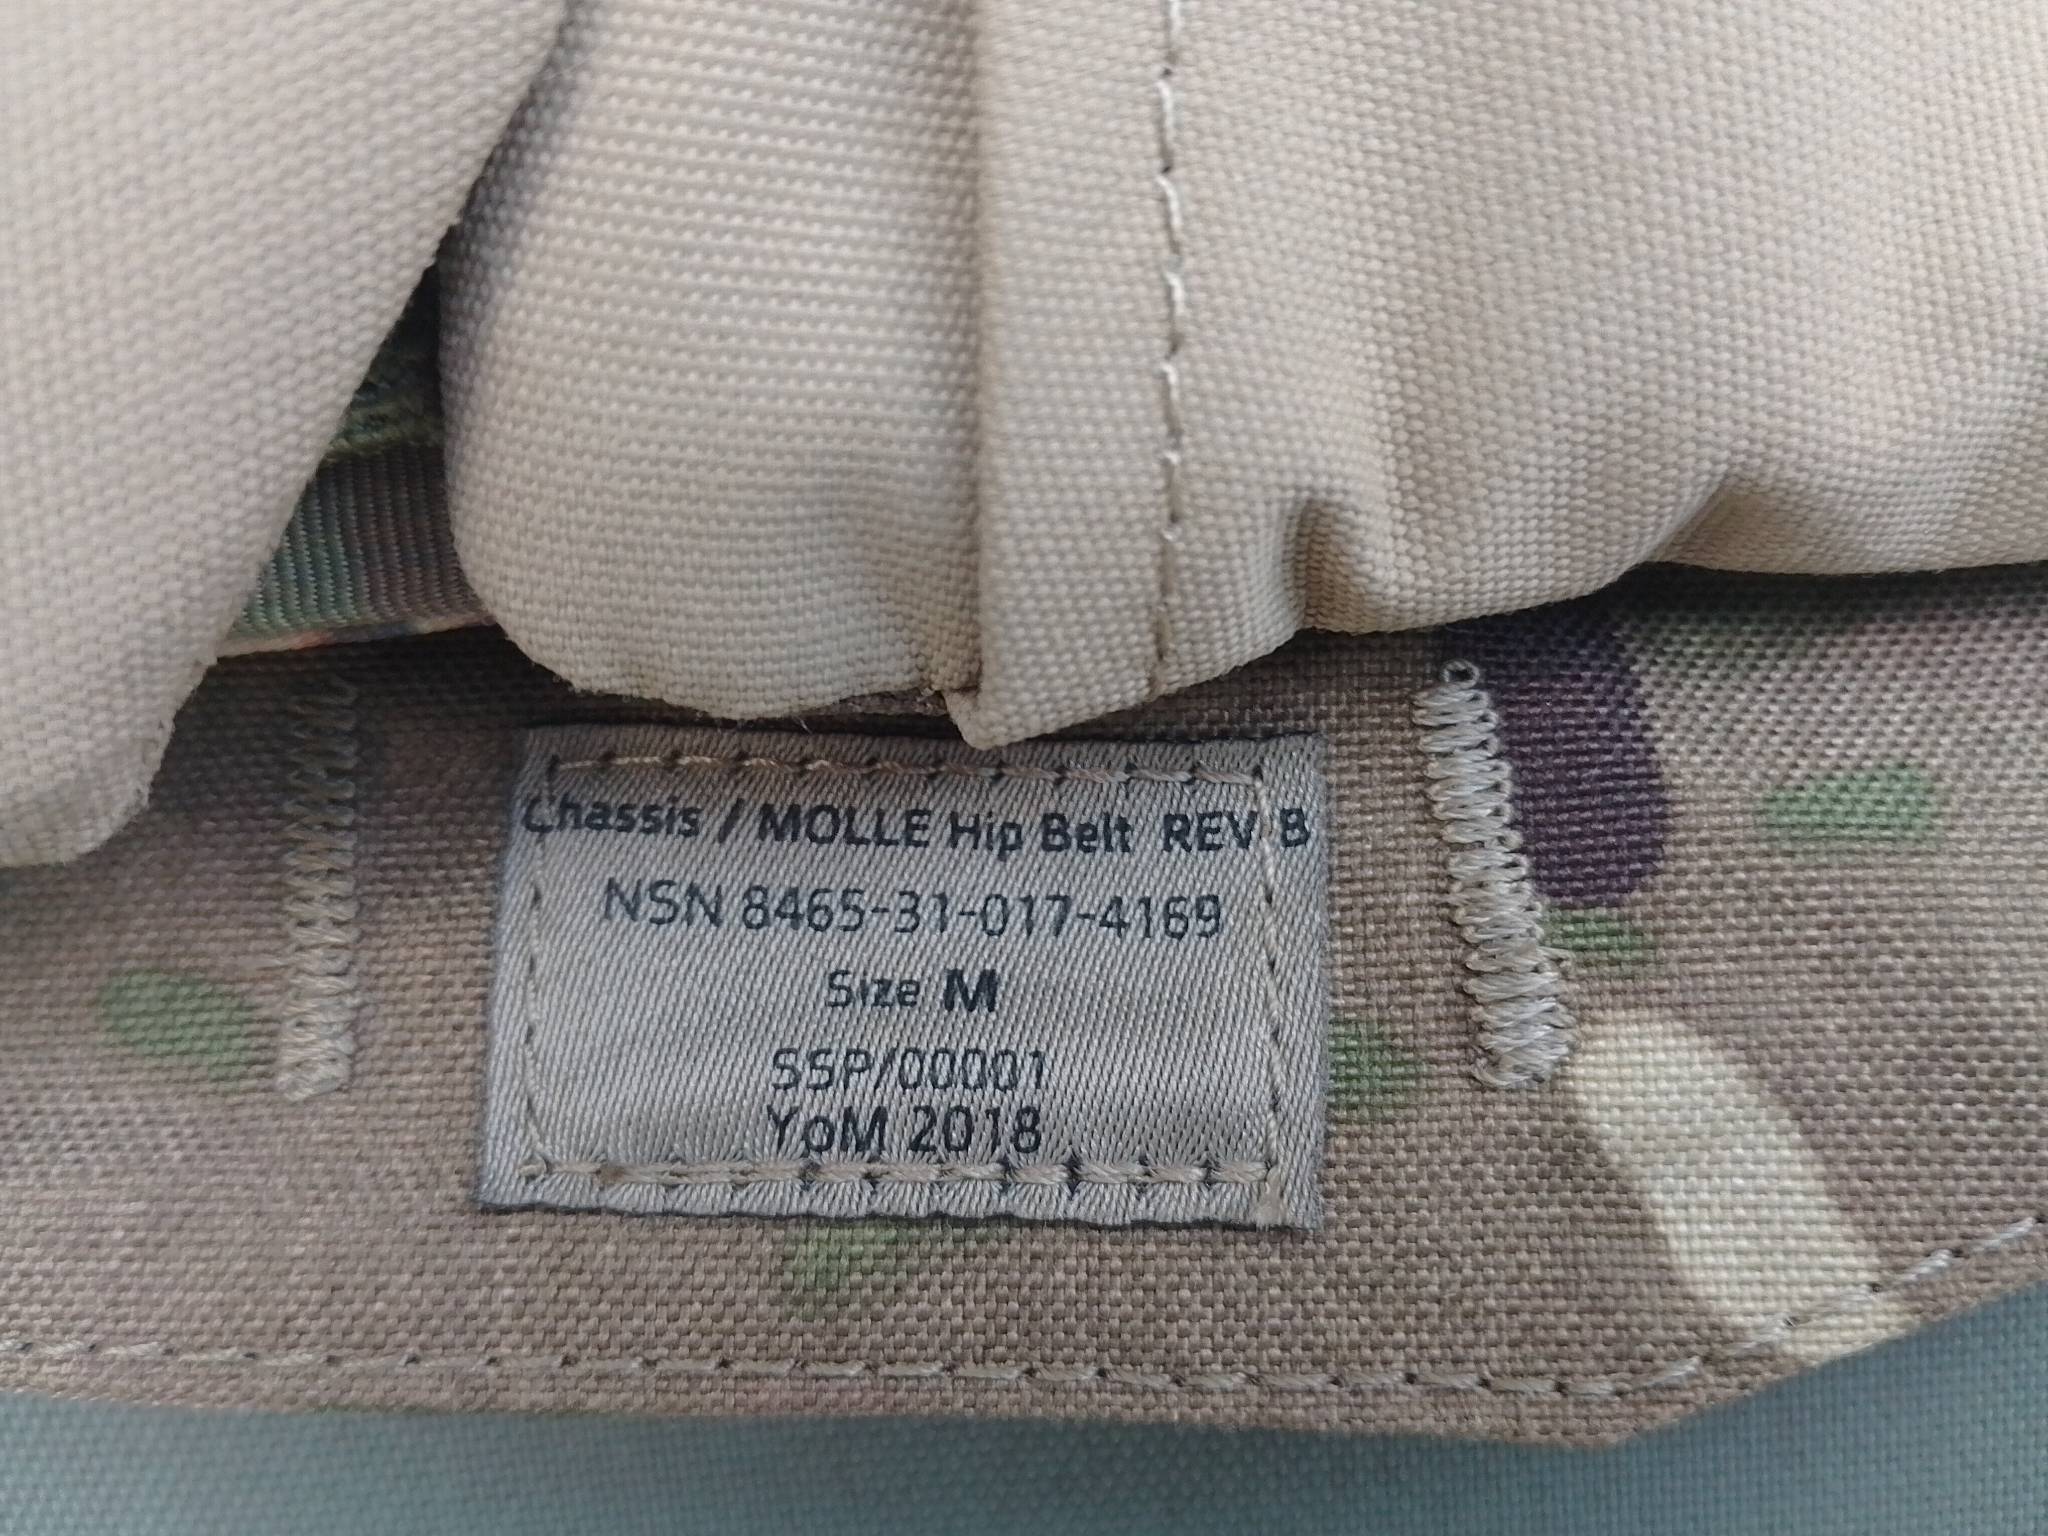 Chassis / MOLLE Hip Belt REV B
NSN 8465-31-017-4169
Size M
SSP/00001
YoM 2018